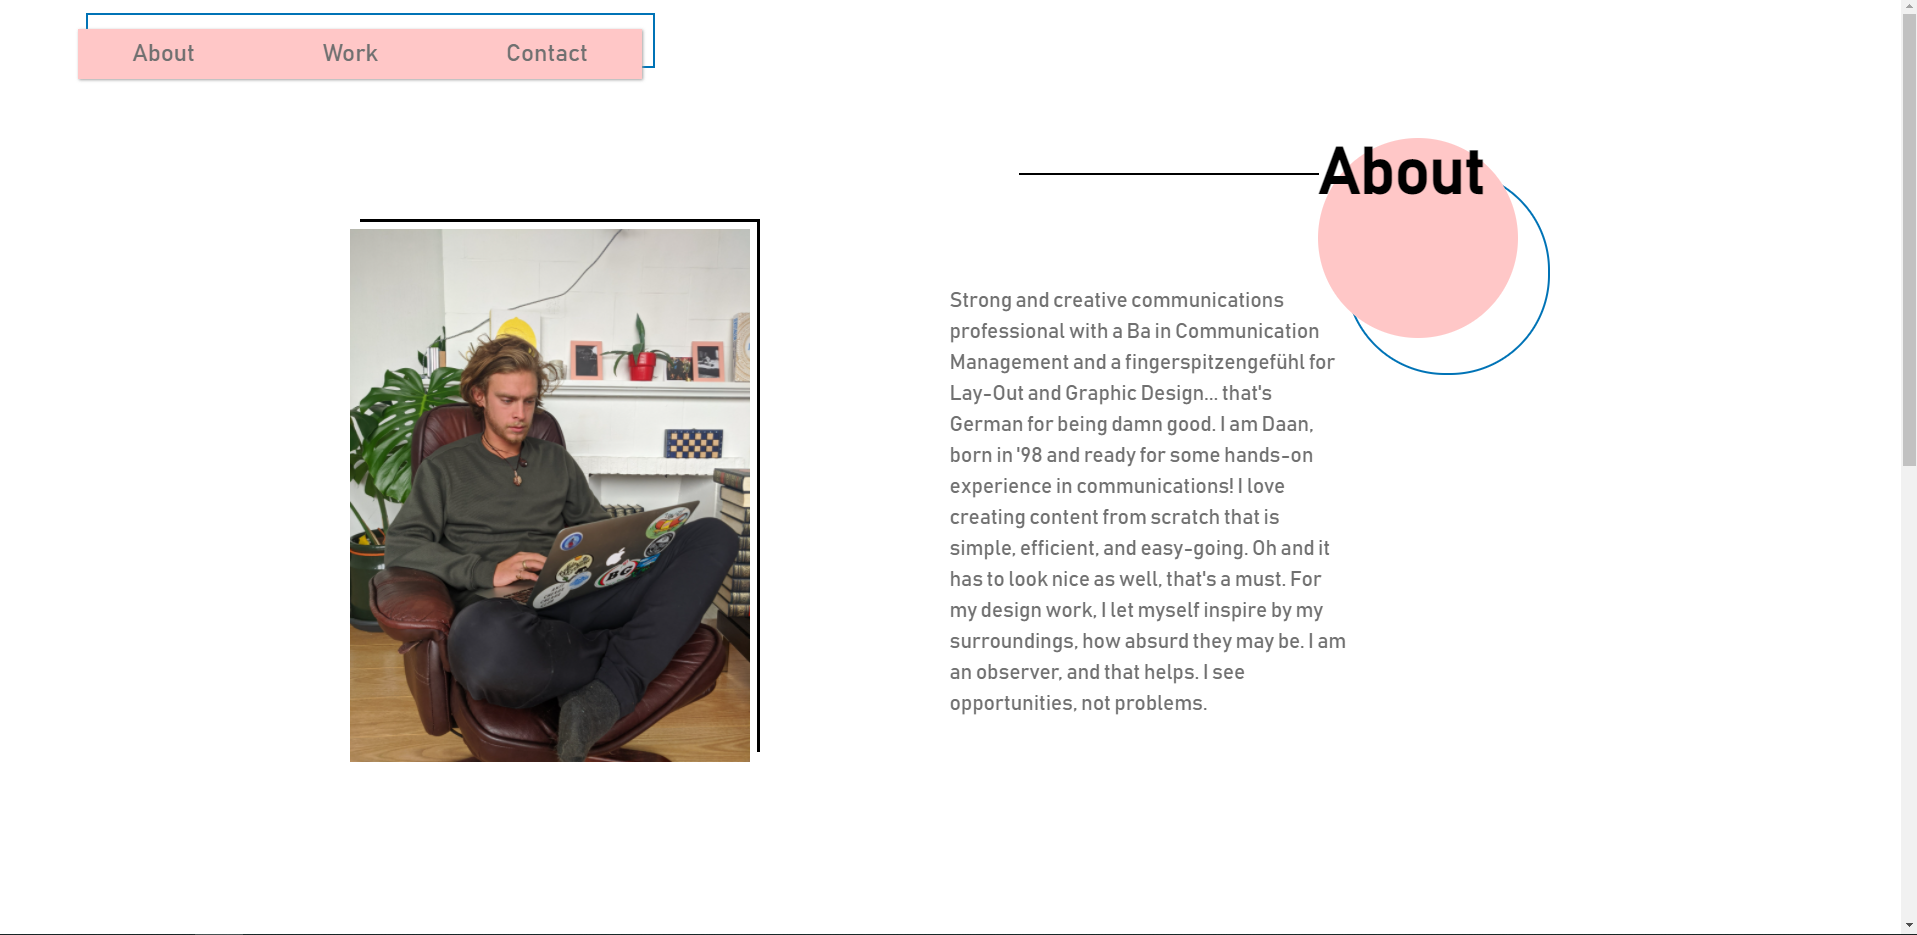 About
Work
Contact
About
Strong and creative communications
professional with a Ba in Communication
Management and a fingerspitzengefühl for
Lay-Out and Graphic Design... that's
German for being damn good. I am Daan,
born in '98 and ready for some hands-on
experience in communications! I love
creating content from scratch that is
simple, efficient, and easy-going. Oh and it
has to look nice as well, that's a must. For
my design work, I let myself inspire by my
surroundings, how absurd they may be. I am
an observer, and that helps. I see
opportunities, not problems.
BG